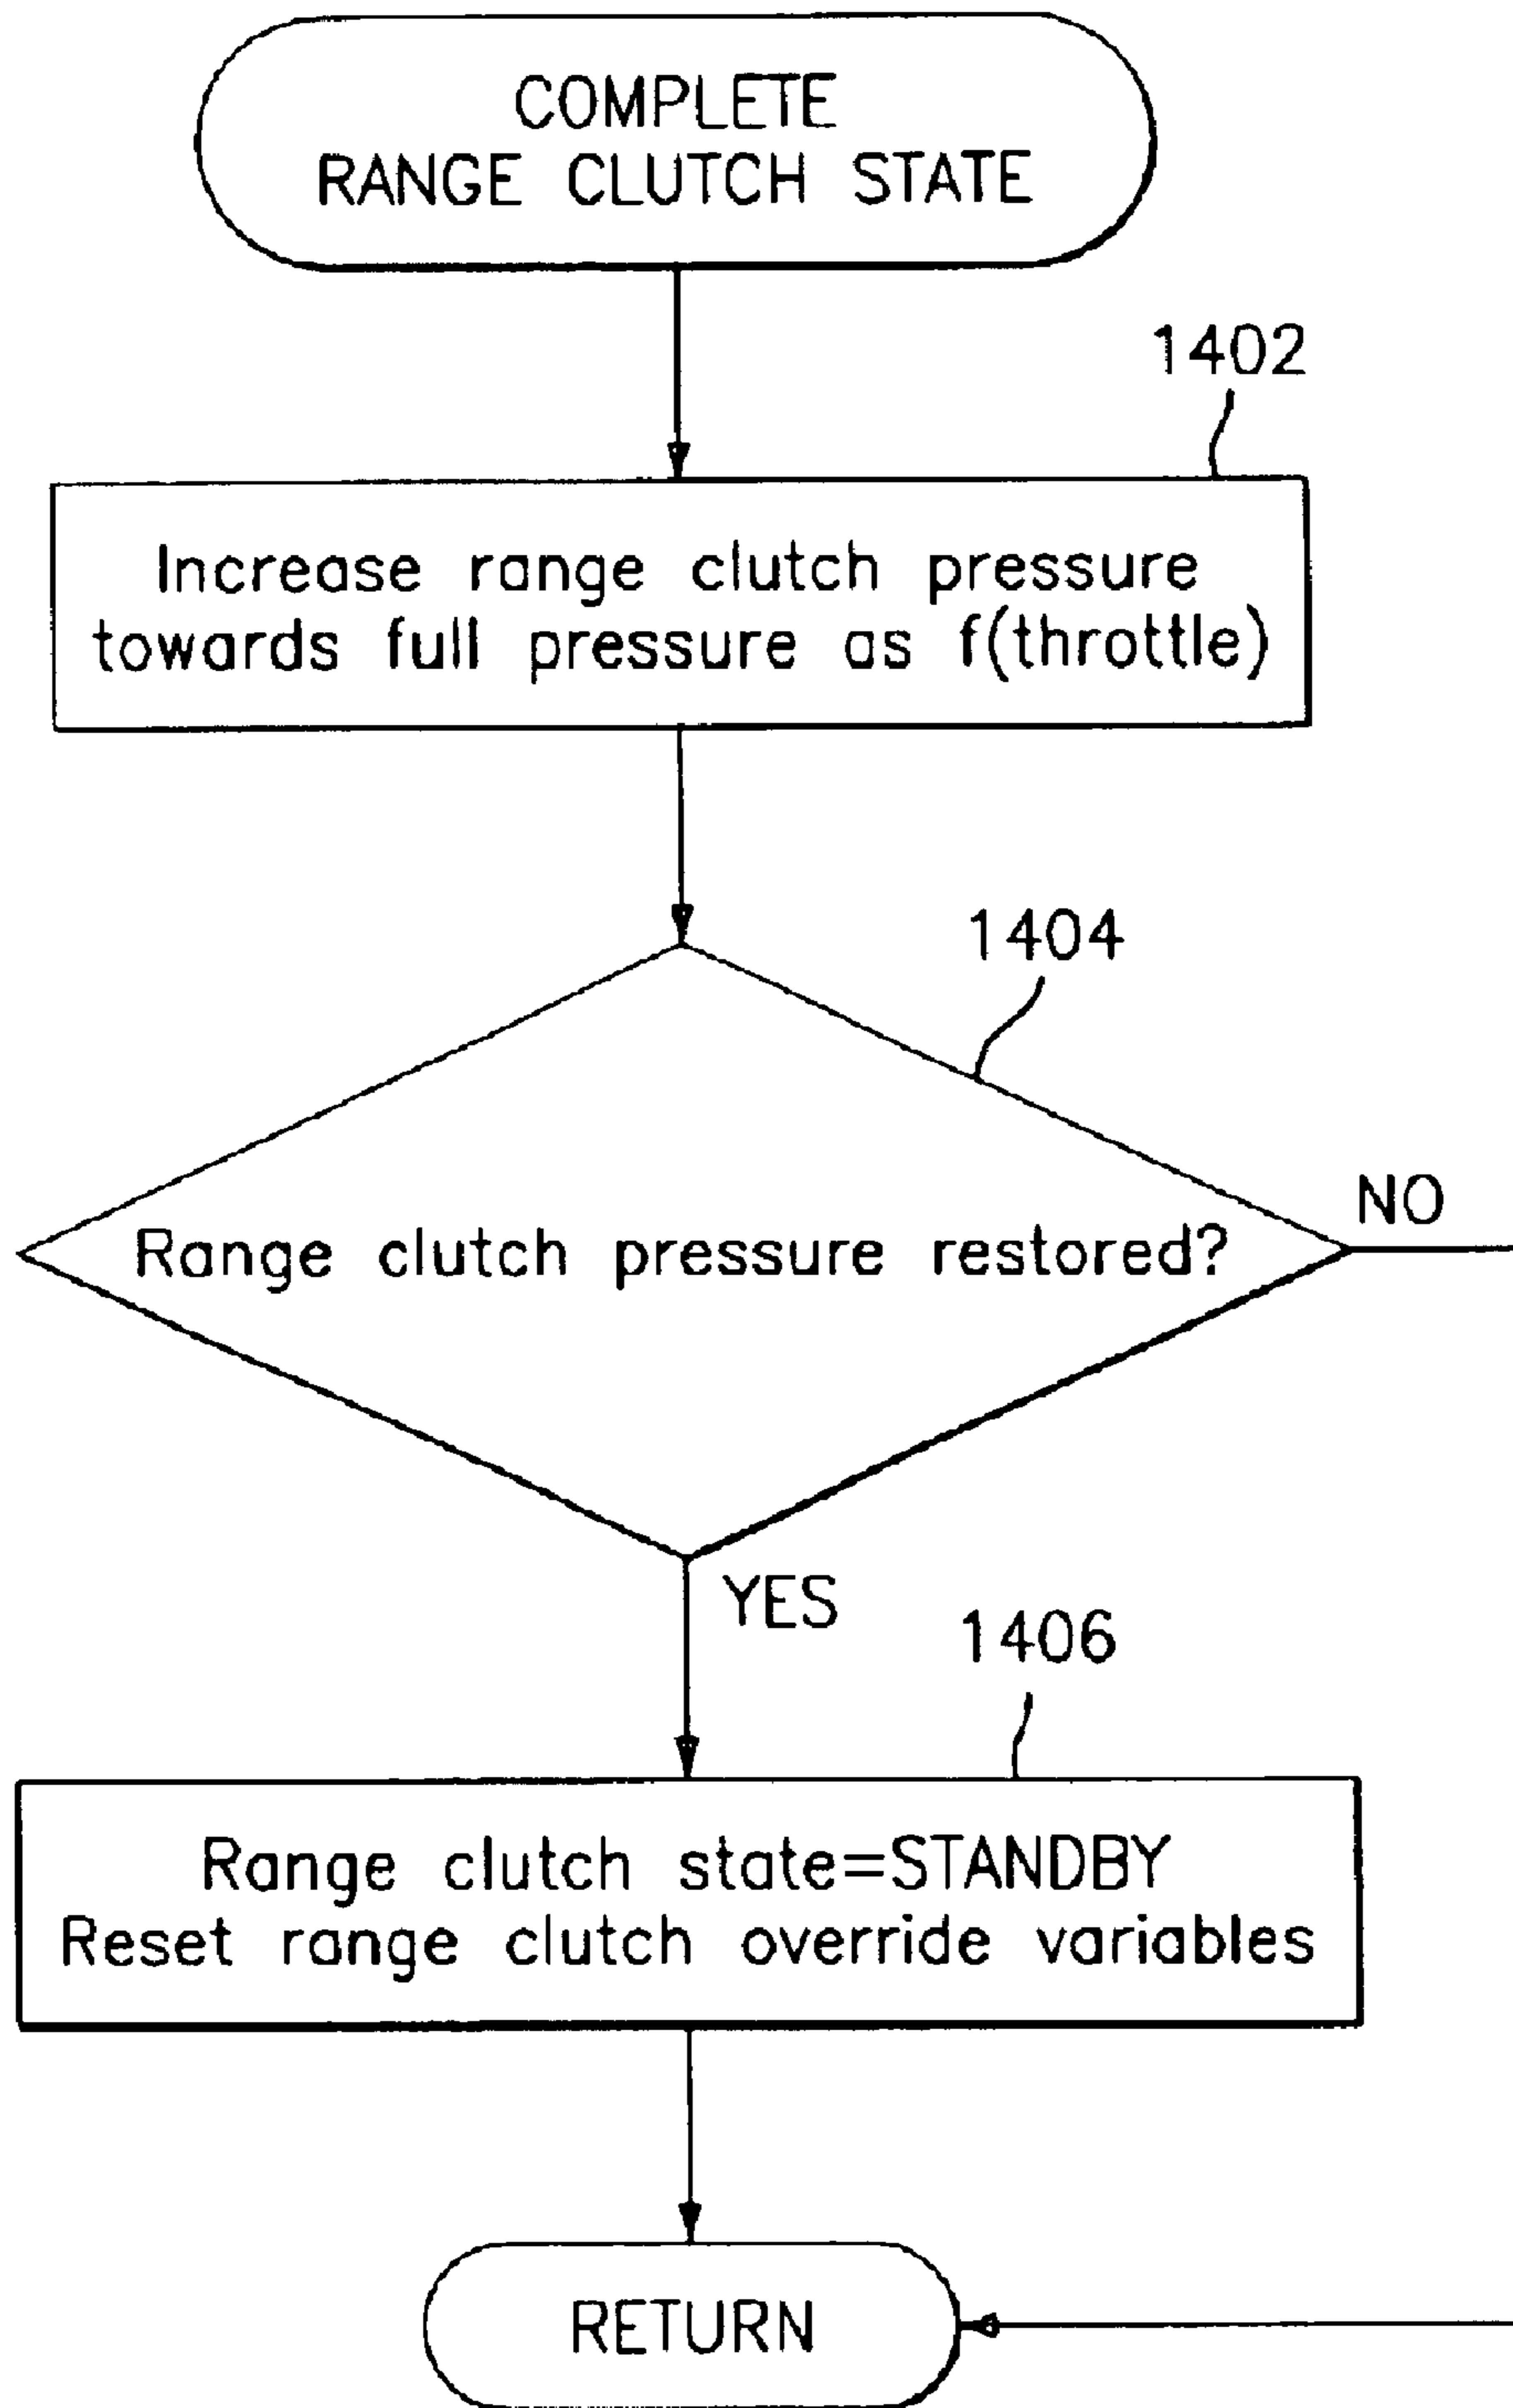 COMPLETE
RANGE CLUTCH STATE
1402
Increase range clutch pressure
towards full pressure as f(throttle)
1404
Range clutch pressure restored?
NO
YES
1406
Range clutch state=STANDBY
Reset range clutch override variables
RETURN